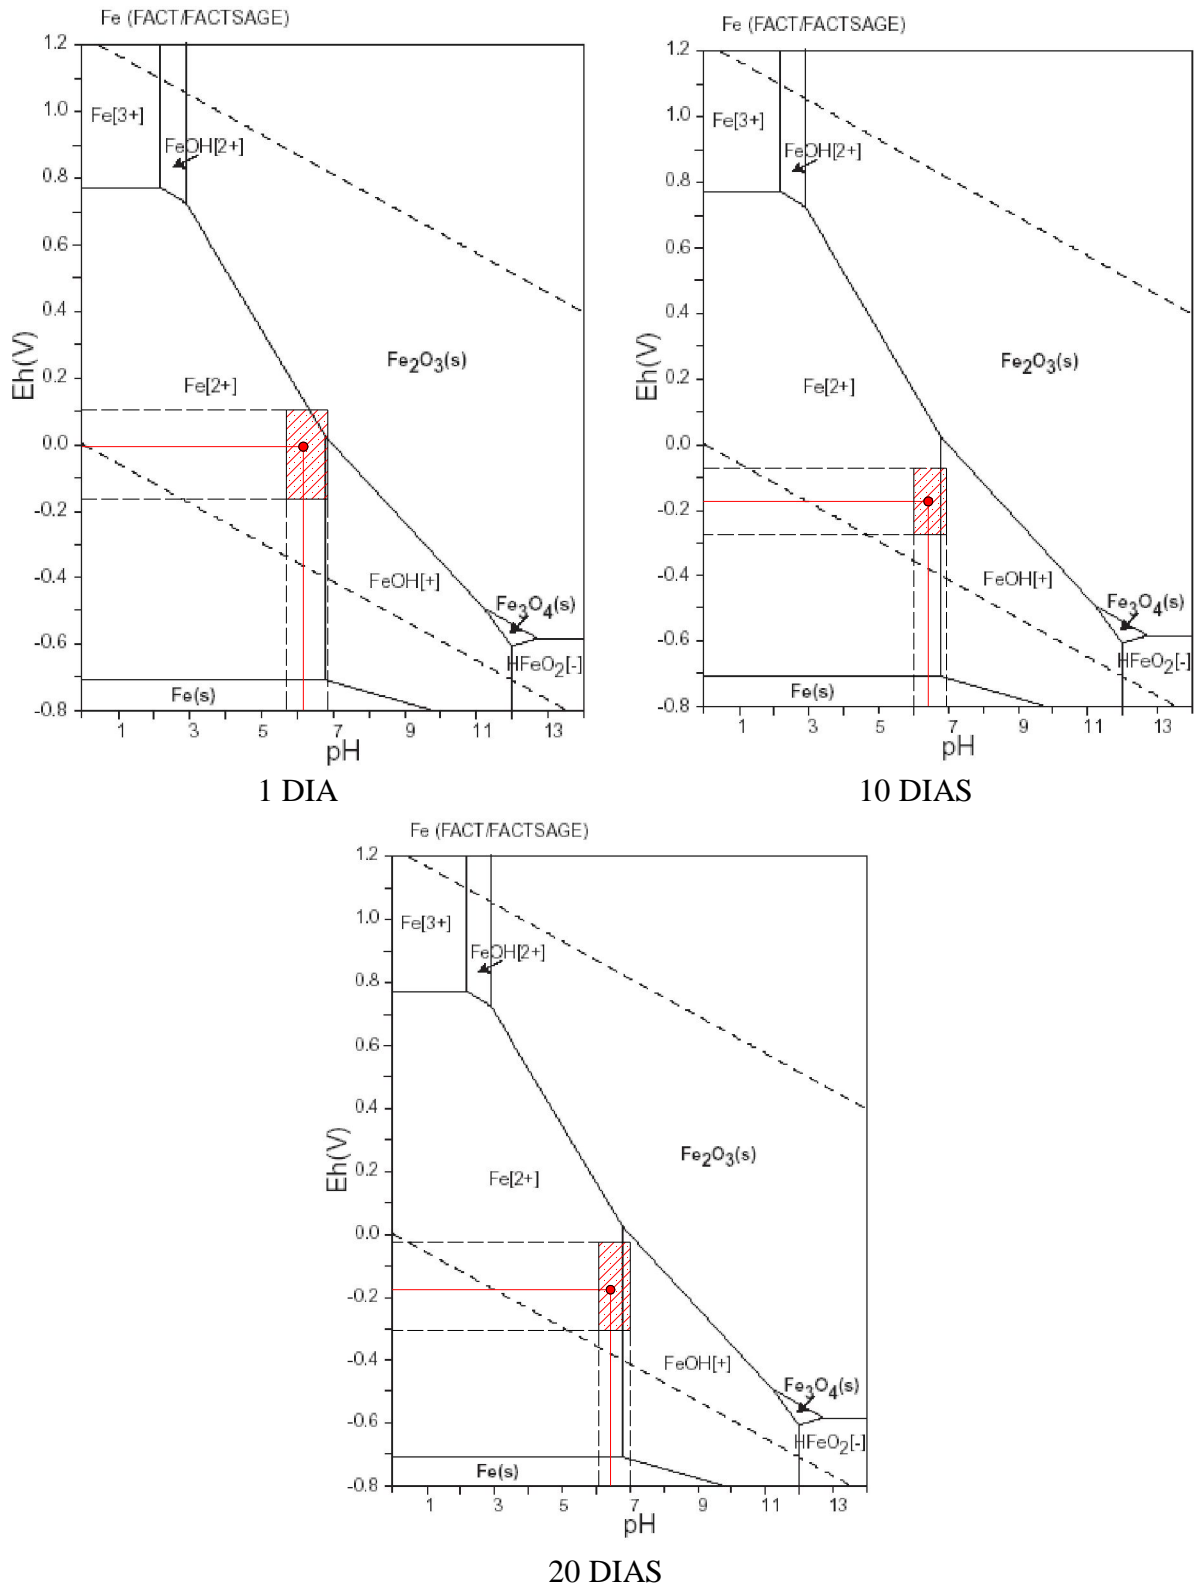 Fe (FACT/FACTSAGE)
1.2
1.0
0.8
0.6
0.4
0.2
0.0
-0.2
-0.4
-0.6
-0.8
Eh(V)
Fe[3+]
FeOH[2+]
Fe2O3(s)
Fe[2+]
FeOH[+]
Fe3O4(s)
HFeO2[-]
Fe(s)
1 3 5 7 9 11 13
pH
1 DIA
Fe (FACT/FACTSAGE)
1.2
1.0
0.8
0.6
0.4
0.2
0.0
-0.2
-0.4
-0.6
-0.8
Eh(V)
Fe[3+]
FeOH[2+]
Fe2O3(s)
Fe[2+]
FeOH[+]
Fe3O4(s)
HFeO2[-]
Fe(s)
1 3 5 7 9 11 13
pH
10 DIAS
Fe (FACT/FACTSAGE)
1.2
1.0
0.8
0.6
0.4
0.2
0.0
-0.2
-0.4
-0.6
-0.8
Eh(V)
Fe[3+]
FeOH[2+]
Fe2O3(s)
Fe[2+]
FeOH[+]
Fe3O4(s)
HFeO2[-]
Fe(s)
1 3 5 7 9 11 13
pH
20 DIAS